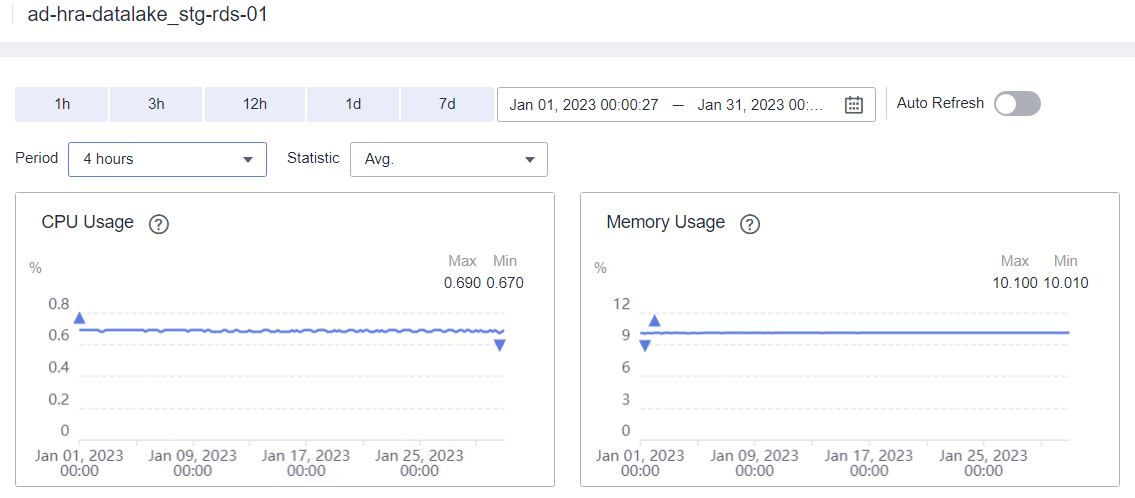 ad-hra-datalake_stg-rds-01
1h 3h 12h 1d 7d Jan 01, 2023 00:00:27 — Jan 31, 2023 00:... Auto Refresh
Period 4 hours Statistic Avg.
CPU Usage ?
Max Min
%
0.690 0.670
0.8
0.6
0.4
0.2
0
Jan 01, 2023 Jan 09, 2023 Jan 17, 2023 Jan 25, 2023
00:00 00:00 00:00 00:00
Memory Usage ?
Max Min
%
10.100 10.010
12
9
6
3
0
Jan 01, 2023 Jan 09, 2023 Jan 17, 2023 Jan 25, 2023
00:00 00:00 00:00 00:00